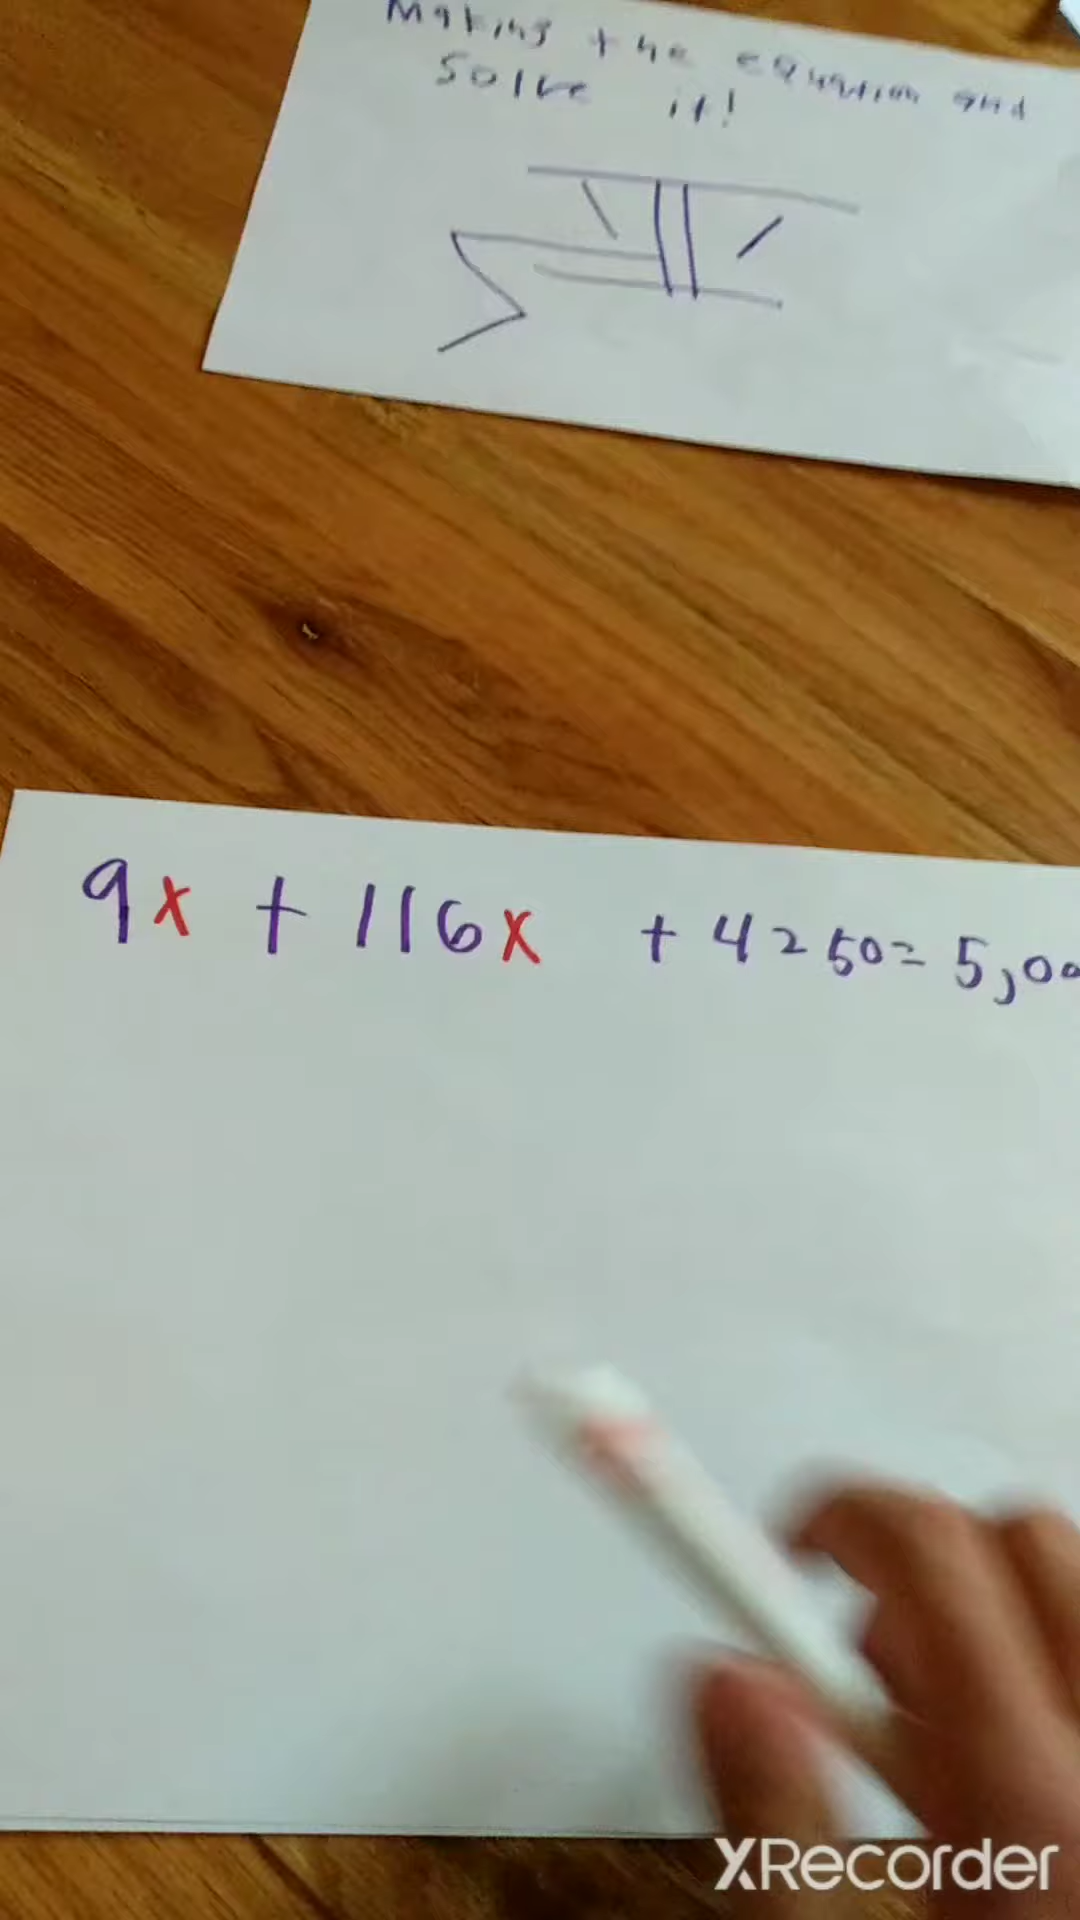 Making the equation and
solve it!
9x + 116x + 4250= 5,00
XRecorder